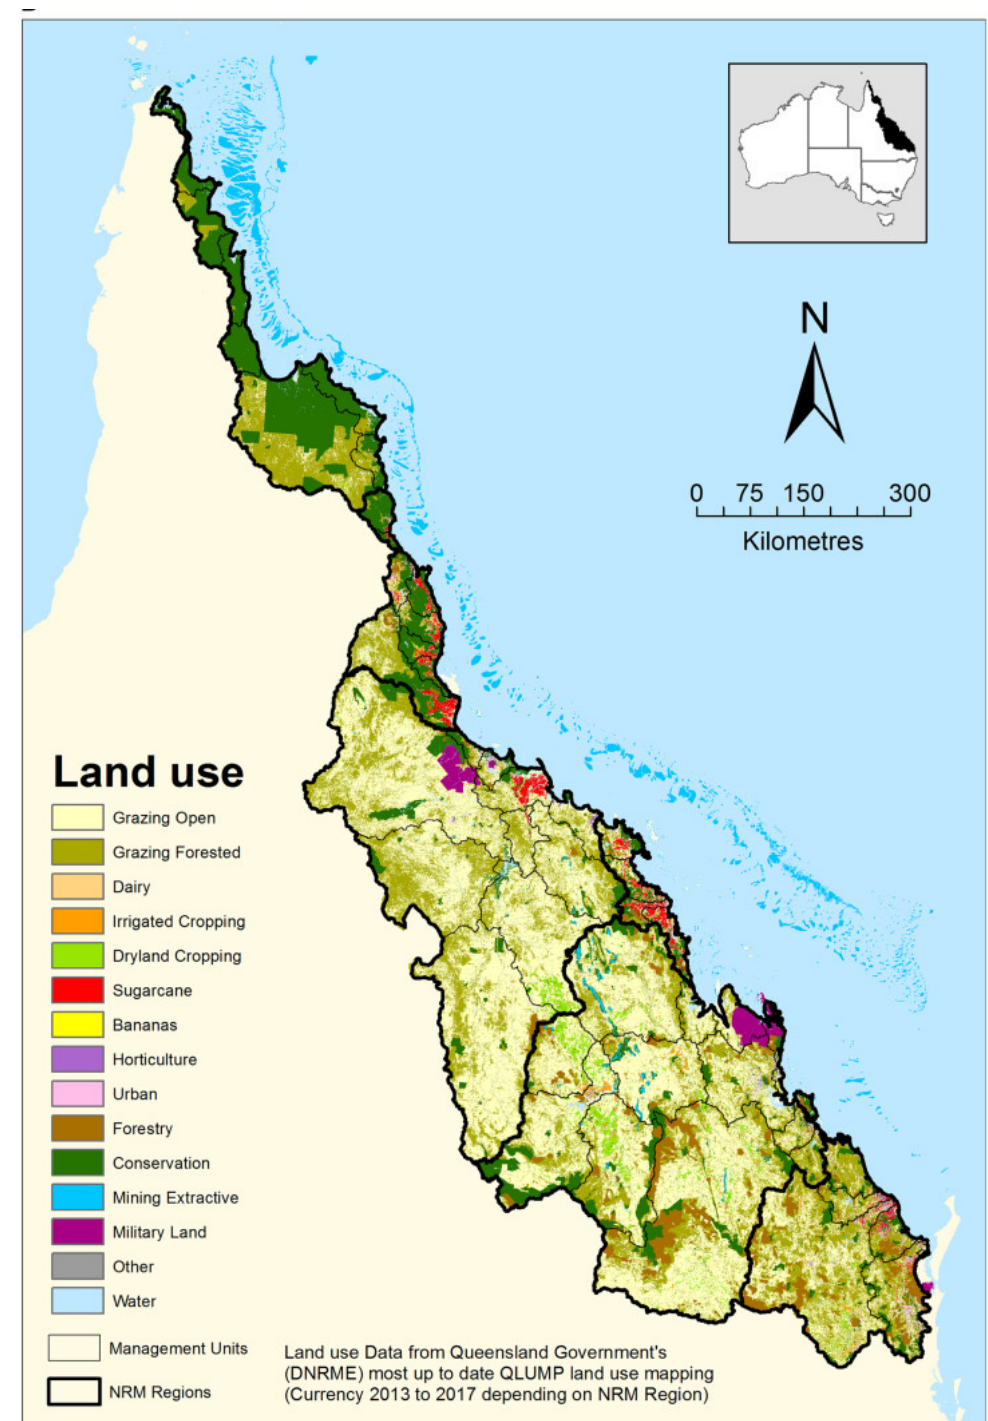 N
0 75 150 300
Kilometres
Land use
Grazing Open
Grazing Forested
Dairy
Irrigated Cropping
Dryland Cropping
Sugarcane
Bananas
Horticulture
Urban
Forestry
Conservation
Mining Extractive
Military Land
Other
Water
Management Units
NRM Regions
Land use Data from Queensland Government's
(DNRME) most up to date QLUMP land use mapping
(Currency 2013 to 2017 depending on NRM Region)